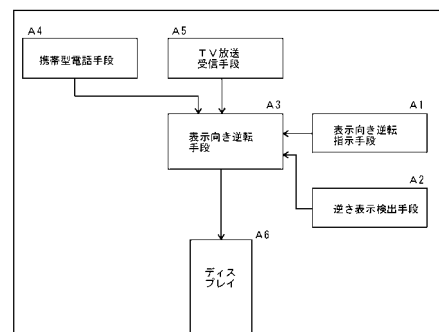 A4
携帯型電話手段
A5
TV放送
受信手段
A3
表示向き逆転
手段
A1
表示向き逆転
指示手段
A2
逆さ表示検出手段
A6
ディス
プレイ